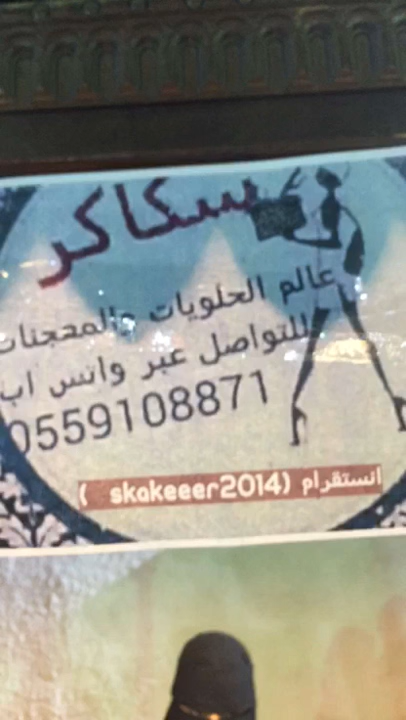 سكاكر
عالم الحلويات والمعجنات
للتواصل عبر واتس اب
0559108871
انستقرام (skakeeer2014 )